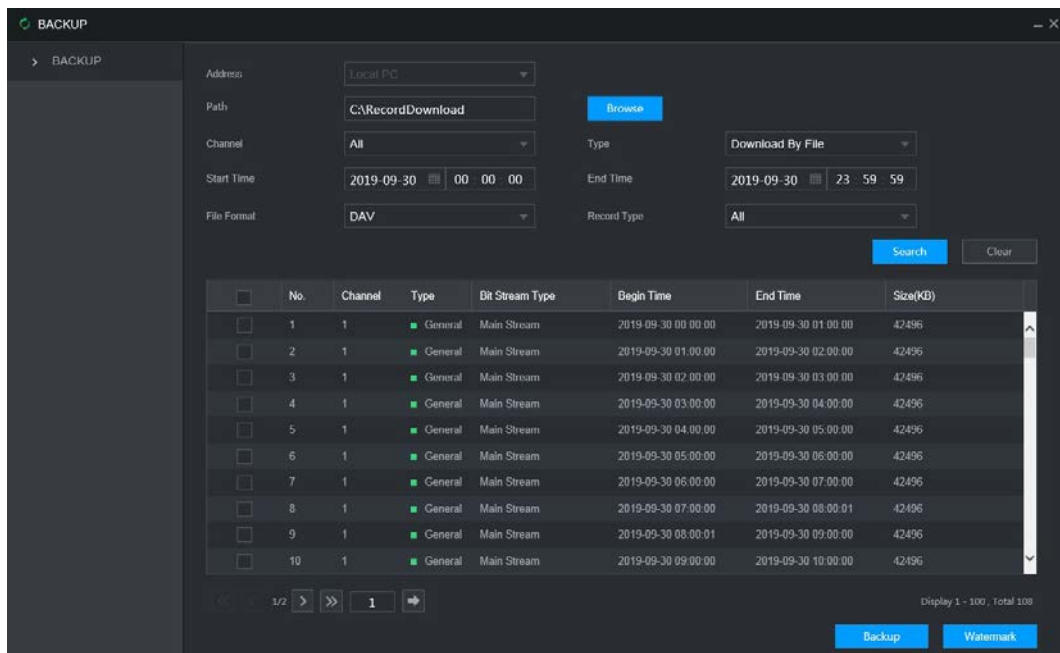 BACKUP
BACKUP
Address Local PC
Path C:\RecordDownload Browse
Channel All Type Download By File
Start Time 2019-09-30 00 : 00 : 00 End Time 2019-09-30 23 : 59 : 59
File Format DAV Record Type All
Search Clear
No. Channel Type Bit Stream Type Begin Time End Time Size(KB)
1 1 General Main Stream 2019-09-30 00:00:00 2019-09-30 01:00:00 42496
2 1 General Main Stream 2019-09-30 01:00:00 2019-09-30 02:00:00 42496
3 1 General Main Stream 2019-09-30 02:00:00 2019-09-30 03:00:00 42496
4 1 General Main Stream 2019-09-30 03:00:00 2019-09-30 04:00:00 42496
5 1 General Main Stream 2019-09-30 04:00:00 2019-09-30 05:00:00 42496
6 1 General Main Stream 2019-09-30 05:00:00 2019-09-30 06:00:00 42496
7 1 General Main Stream 2019-09-30 06:00:00 2019-09-30 07:00:00 42496
8 1 General Main Stream 2019-09-30 07:00:00 2019-09-30 08:00:01 42496
9 1 General Main Stream 2019-09-30 08:00:01 2019-09-30 09:00:00 42496
10 1 General Main Stream 2019-09-30 09:00:00 2019-09-30 10:00:00 42496
1/2 1 Display 1 - 100 , Total 108
Backup Watermark